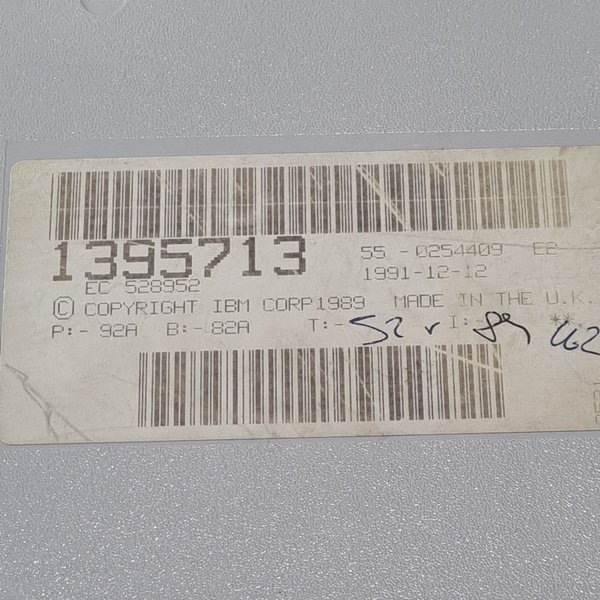 1395713 55 -0254409 E2
EC 528952 1991-12-12
© COPYRIGHT IBM CORP1989 MADE IN THE U.K.
P:- 92A B:- 82A T:- I:-